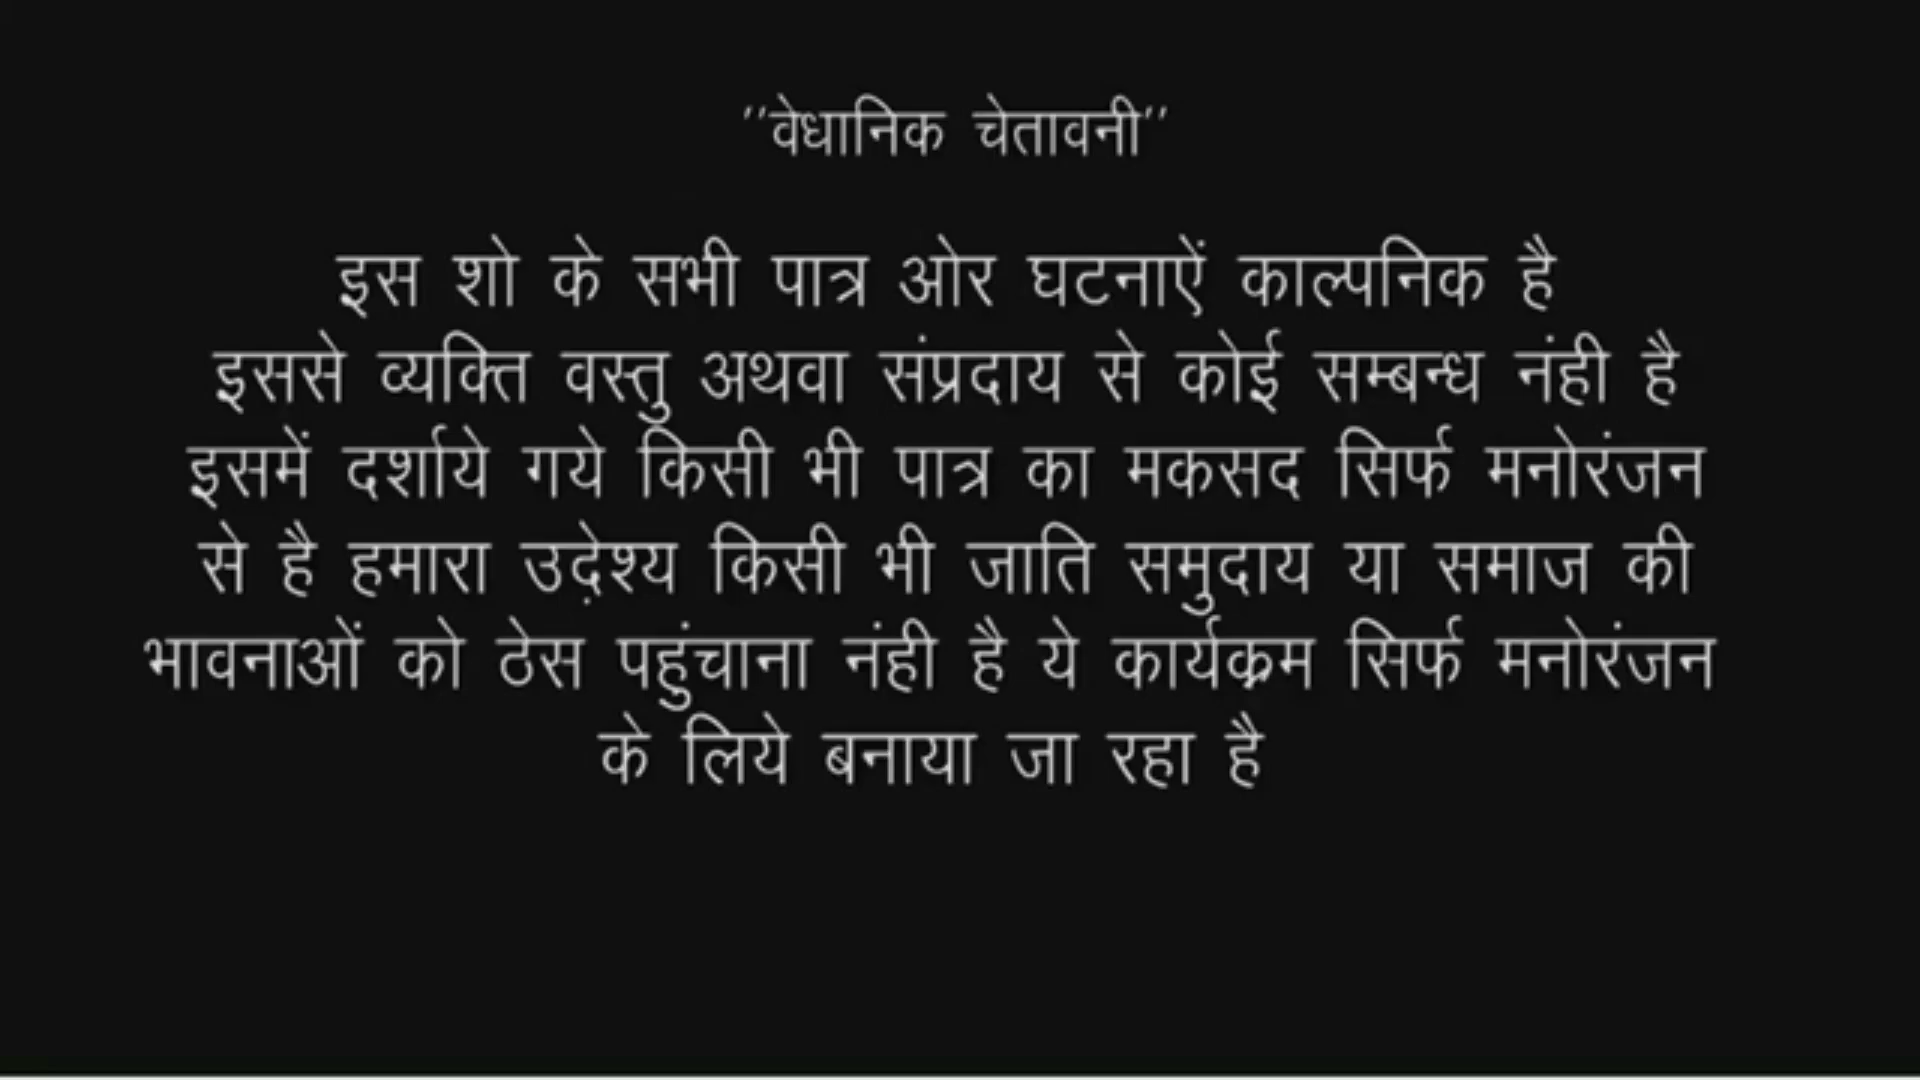 ''वेधानिक चेतावनी''
इस शो के सभी पात्र ओर घटनाऐं काल्पनिक है
इससे व्यक्ति वस्तु अथवा संप्रदाय से कोई सम्बन्ध नंही है
इसमें दर्शाये गये किसी भी पात्र का मकसद सिर्फ मनोरंजन
से है हमारा उद़ेश्य किसी भी जाति समुदाय या समाज की
भावनाओं को ठेस पहुंचाना नंही है ये कार्यक्रम सिर्फ मनोरंजन
के लिये बनाया जा रहा है